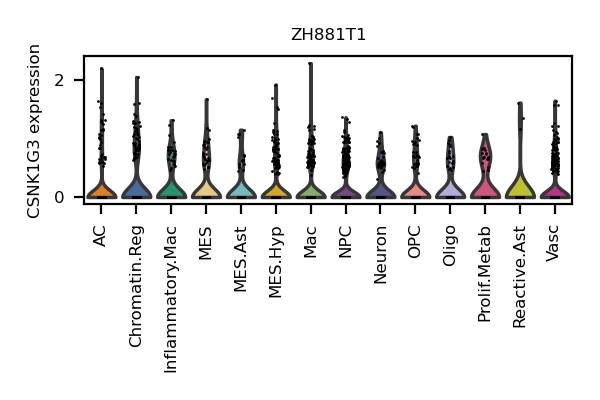 ZH881T1
CSNK1G3 expression
2
0
AC
Chromatin.Reg
Inflammatory.Mac
MES
MES.Ast
MES.Hyp
Mac
NPC
Neuron
OPC
Oligo
Prolif.Metab
Reactive.Ast
Vasc